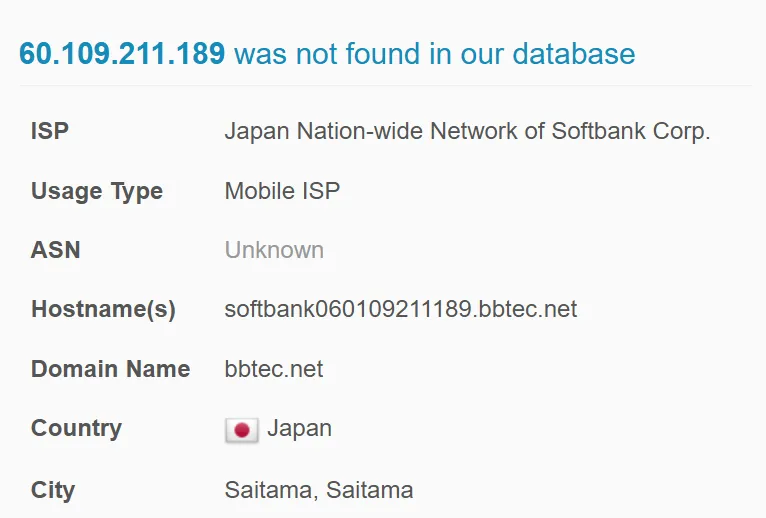 60.109.211.189 was not found in our database
ISP Japan Nation-wide Network of Softbank Corp.
Usage Type Mobile ISP
ASN Unknown
Hostname(s) softbank060109211189.bbtec.net
Domain Name bbtec.net
Country Japan
City Saitama, Saitama